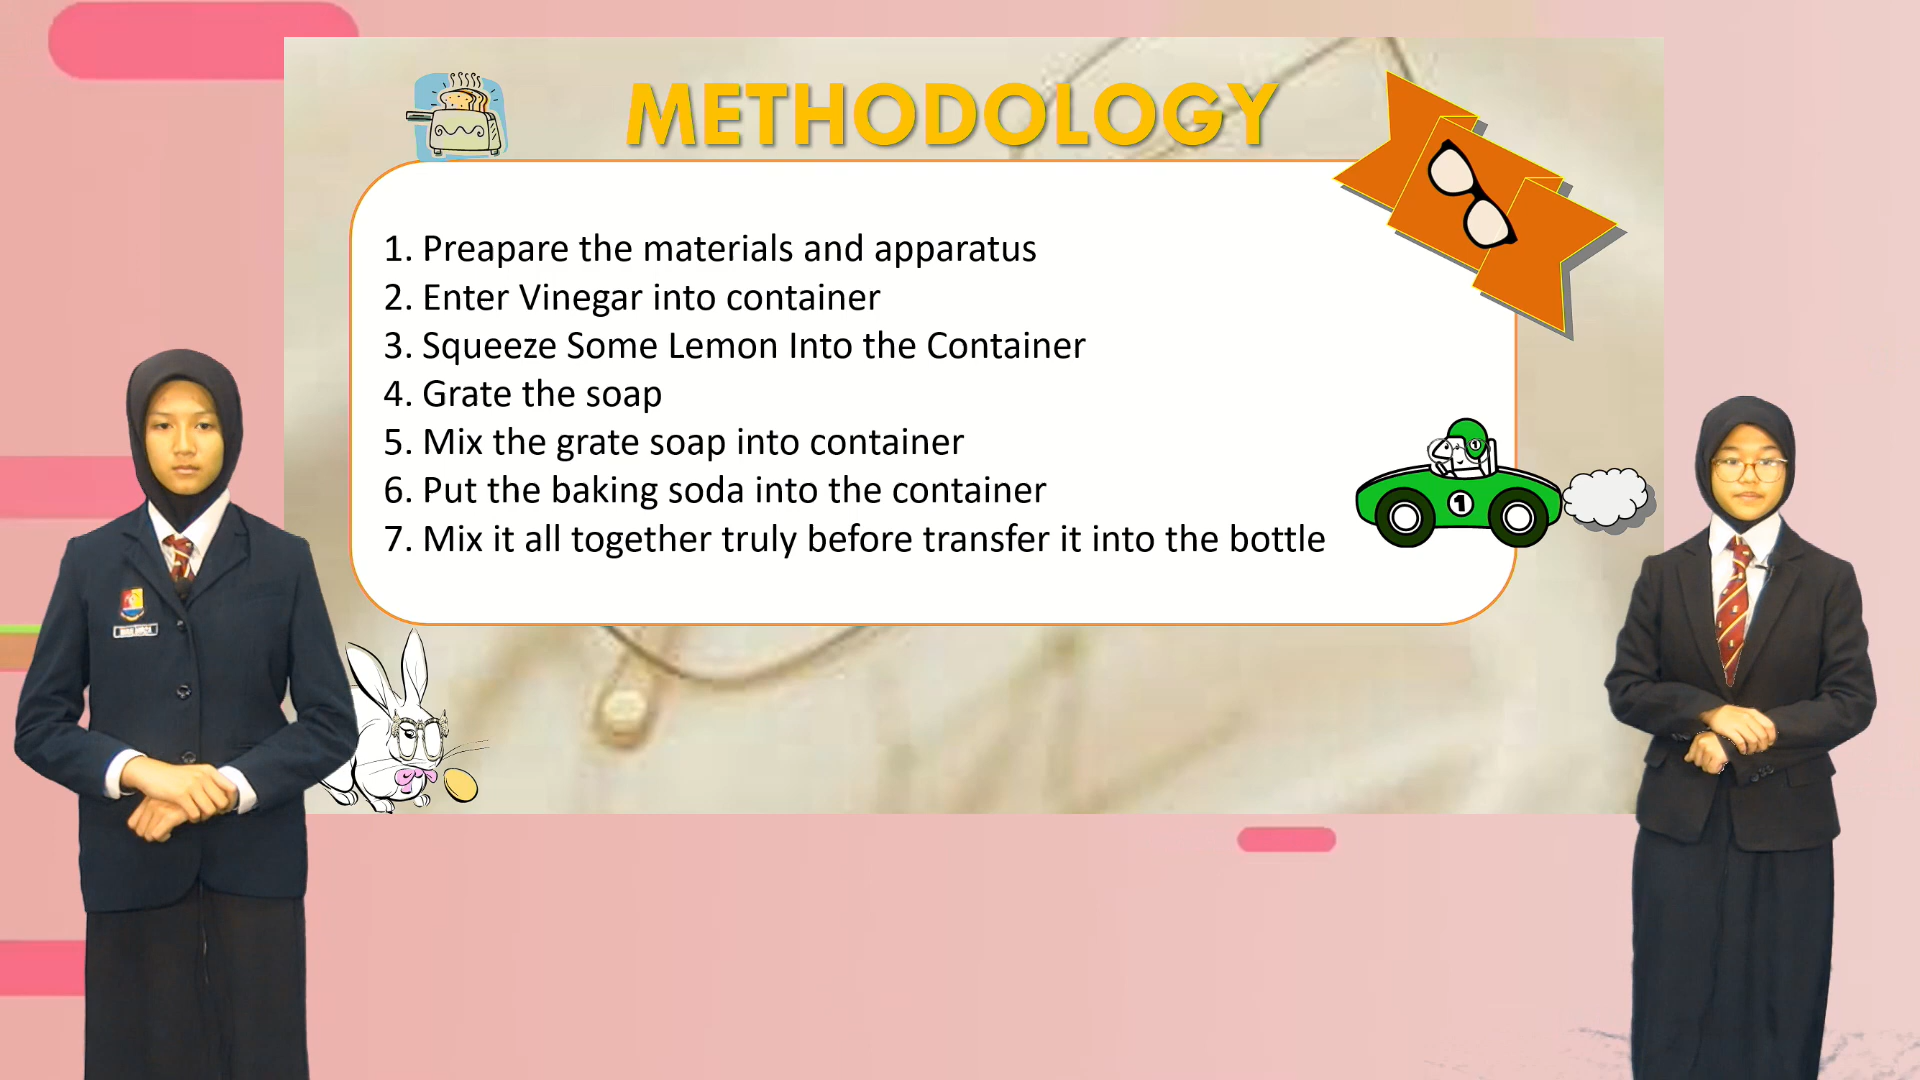 METHODOLOGY
1. Preapare the materials and apparatus
2. Enter Vinegar into container
3. Squeeze Some Lemon Into the Container
4. Grate the soap
5. Mix the grate soap into container
6. Put the baking soda into the container
7. Mix it all together truly before transfer it into the bottle
1
1